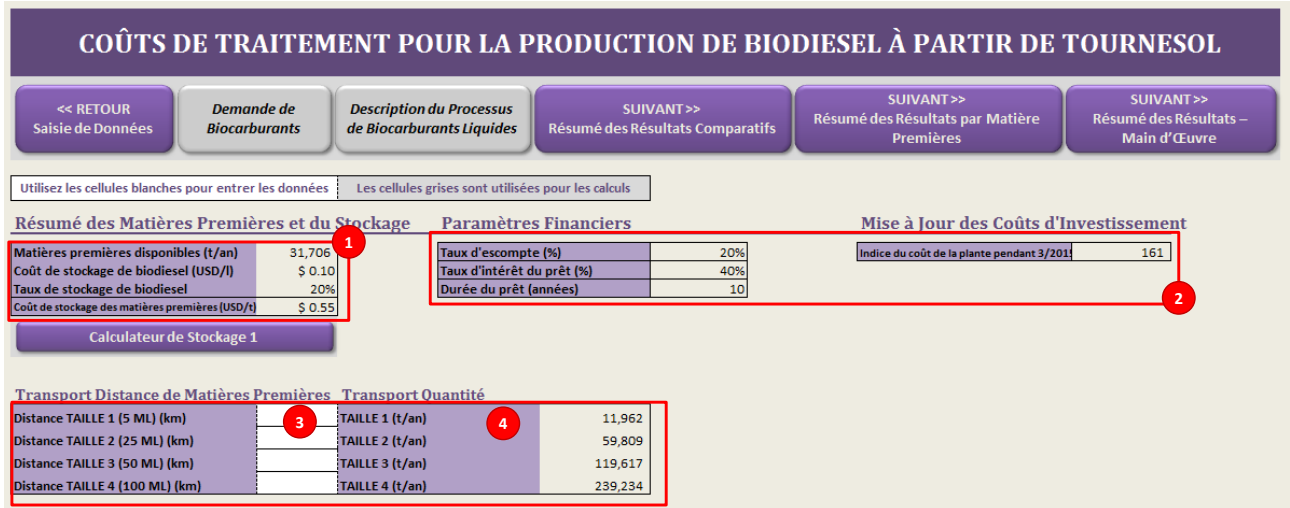 COÛTS DE TRAITEMENT POUR LA PRODUCTION DE BIODIESEL À PARTIR DE TOURNESOL
<< RETOUR
Saisie de Données
Demande de
Biocarburants
Description du Processus
de Biocarburants Liquides
SUIVANT>>
Résumé des Résultats Comparatifs
SUIVANT>>
Résumé des Résultats par Matière
Premières
SUIVANT>>
Résumé des Résultats –
Main d'Œuvre
Utilisez les cellules blanches pour entrer les données Les cellules grises sont utilisées pour les calculs
Résumé des Matières Premières et du Stockage
1
Matières premières disponibles (t/an) 31,706
Coût de stockage de biodiesel (USD/l) $ 0.10
Taux de stockage de biodiesel 20%
Coût de stockage des matières premières (USD/t) $ 0.55
Calculateur de Stockage 1
Paramètres Financiers
Taux d'escompte (%) 20%
Taux d'intérêt du prêt (%) 40%
Durée du prêt (années) 10
Mise à Jour des Coûts d'Investissement
Indice du coût de la plante pendant 3/2015 161
2
Transport Distance de Matières Premières Transport Quantité
Distance TAILLE 1 (5 ML) (km) 3 TAILLE 1 (t/an) 4 11,962
Distance TAILLE 2 (25 ML) (km) TAILLE 2 (t/an) 59,809
Distance TAILLE 3 (50 ML) (km) TAILLE 3 (t/an) 119,617
Distance TAILLE 4 (100 ML) (km) TAILLE 4 (t/an) 239,234